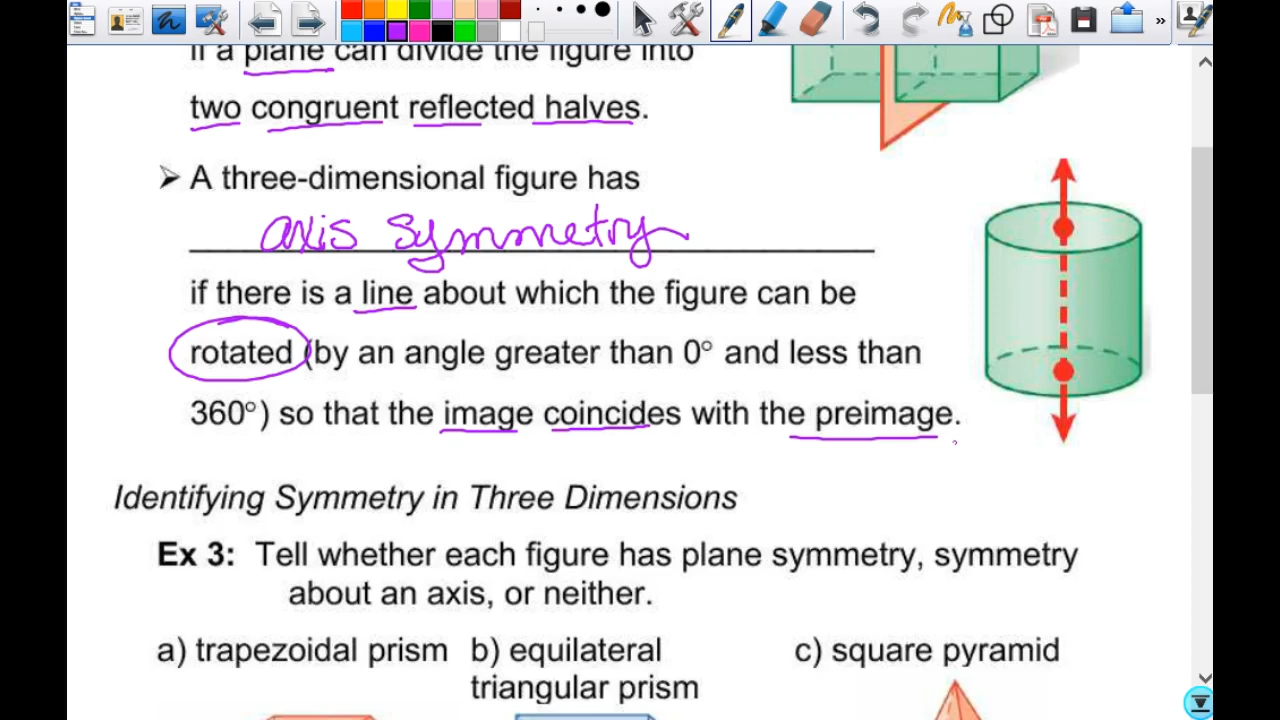 if a plane can divide the figure into
two congruent reflected halves.
➢ A three-dimensional figure has
axis symmetry
if there is a line about which the figure can be
rotated (by an angle greater than 0° and less than
360°) so that the image coincides with the preimage.
Identifying Symmetry in Three Dimensions
Ex 3: Tell whether each figure has plane symmetry, symmetry
about an axis, or neither.
a) trapezoidal prism b) equilateral c) square pyramid
triangular prism